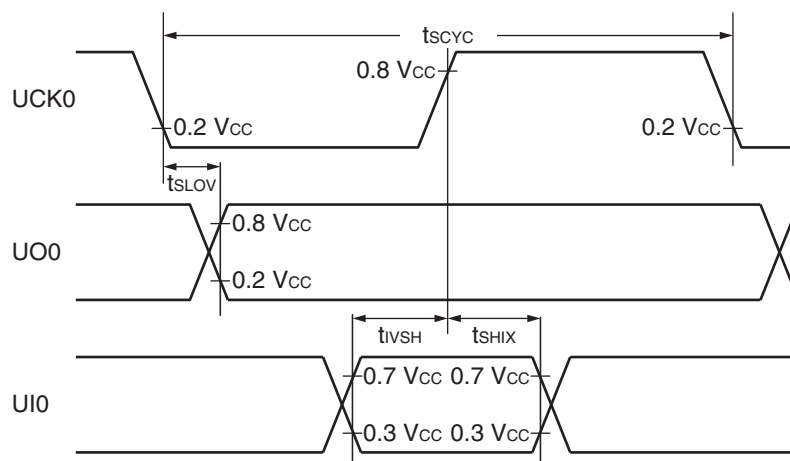 tSCYC
UCK0
0.8 VCC
0.2 VCC
0.2 VCC
tSLOV
UO0
0.8 VCC
0.2 VCC
tIVSH
tSHIX
UI0
0.7 VCC
0.7 VCC
0.3 VCC
0.3 VCC